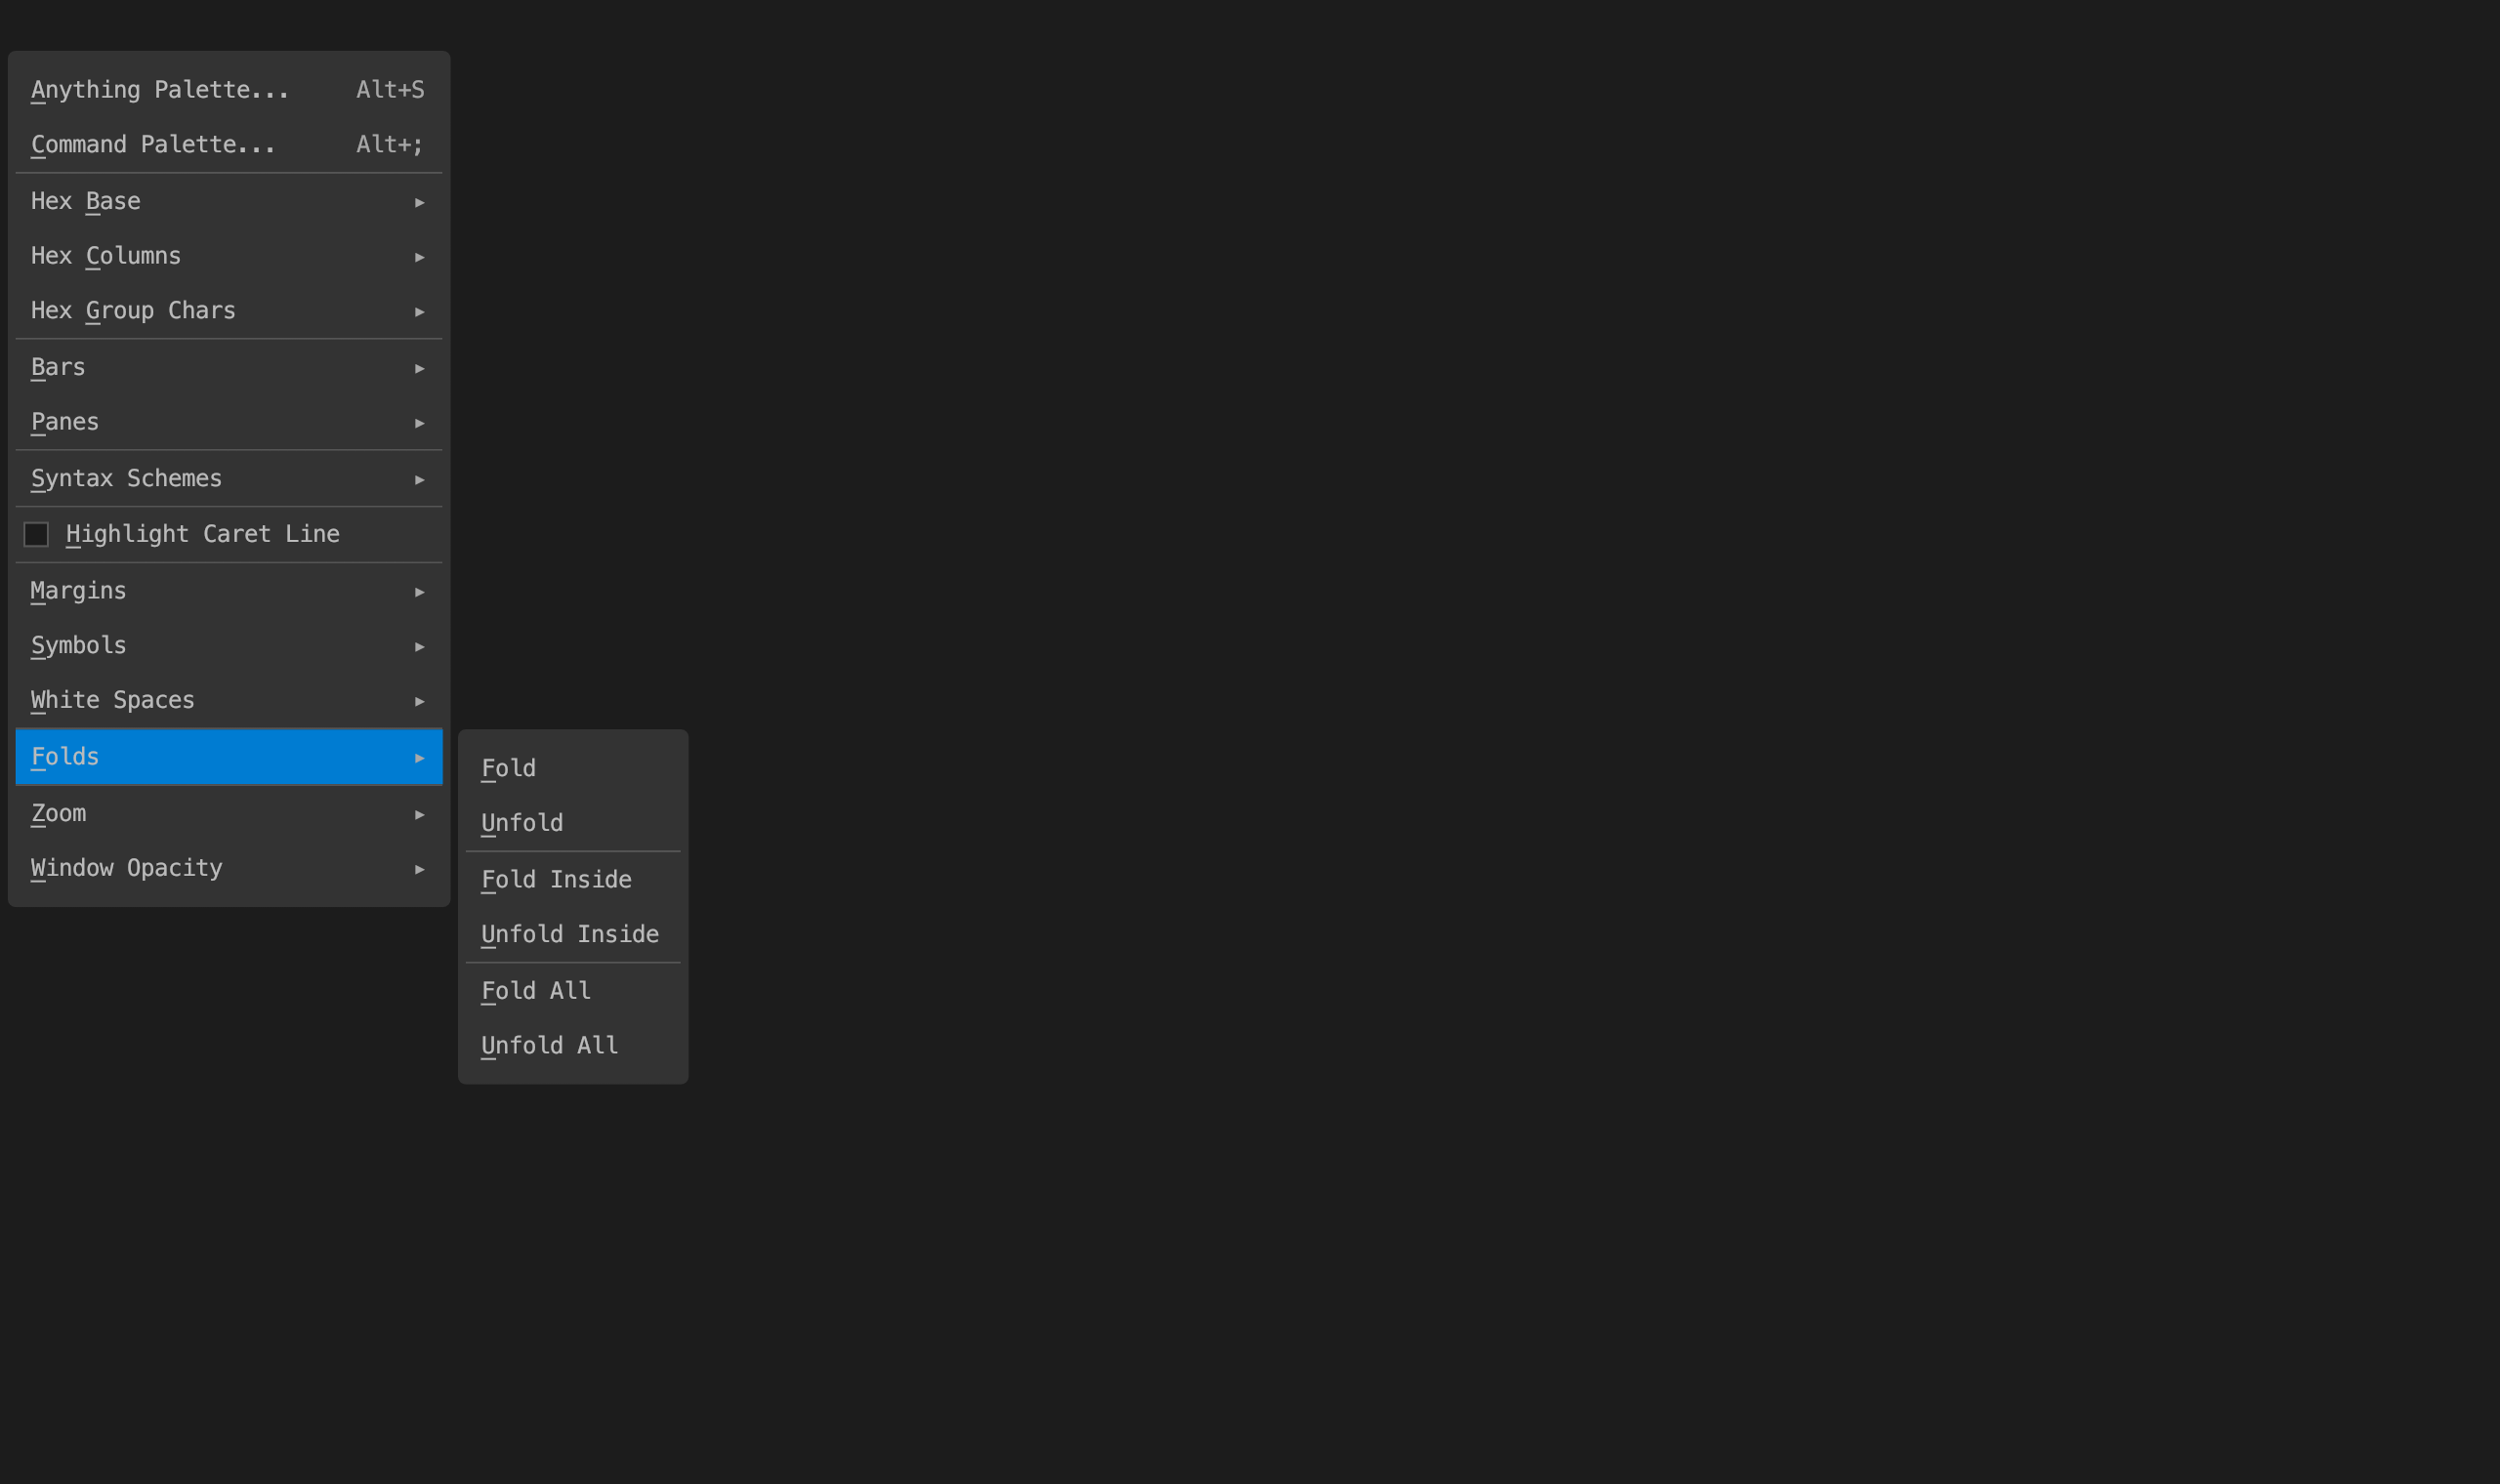 Anything Palette... Alt+S
Command Palette... Alt+;
Hex Base
Hex Columns
Hex Group Chars
Bars
Panes
Syntax Schemes
Highlight Caret Line
Margins
Symbols
White Spaces
Folds
Zoom
Window Opacity
Fold
Unfold
Fold Inside
Unfold Inside
Fold All
Unfold All